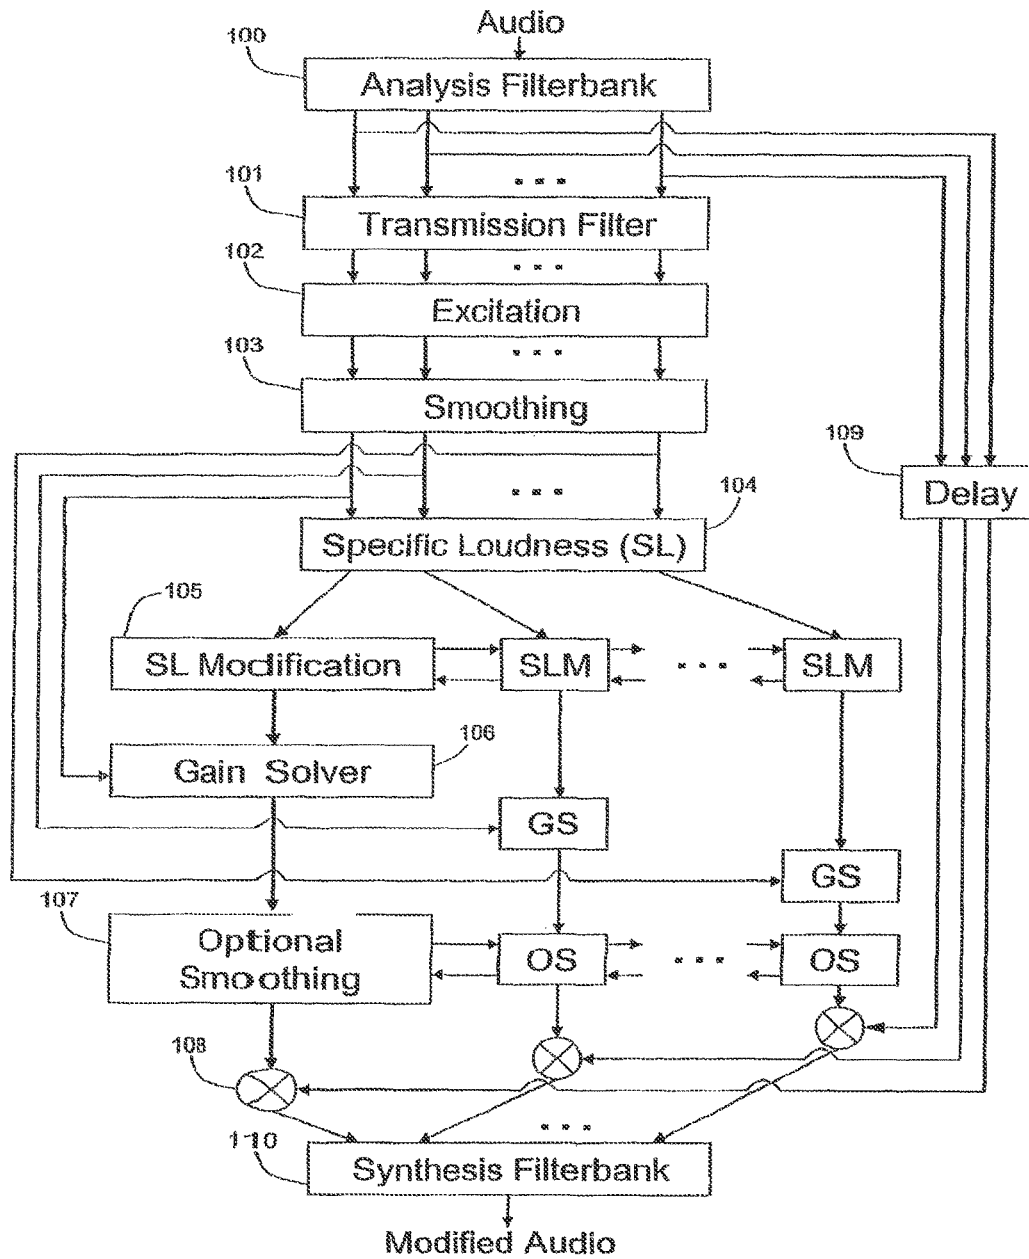 Audio
100
Analysis Filterbank
101
Transmission Filter
102
Excitation
103
Smoothing
109
Delay
104
Specific Loudness (SL)
105
SL Modification
SLM
SLM
106
Gain Solver
GS
GS
107
Optional
Smoothing
OS
OS
108
110
Synthesis Filterbank
Modified Audio